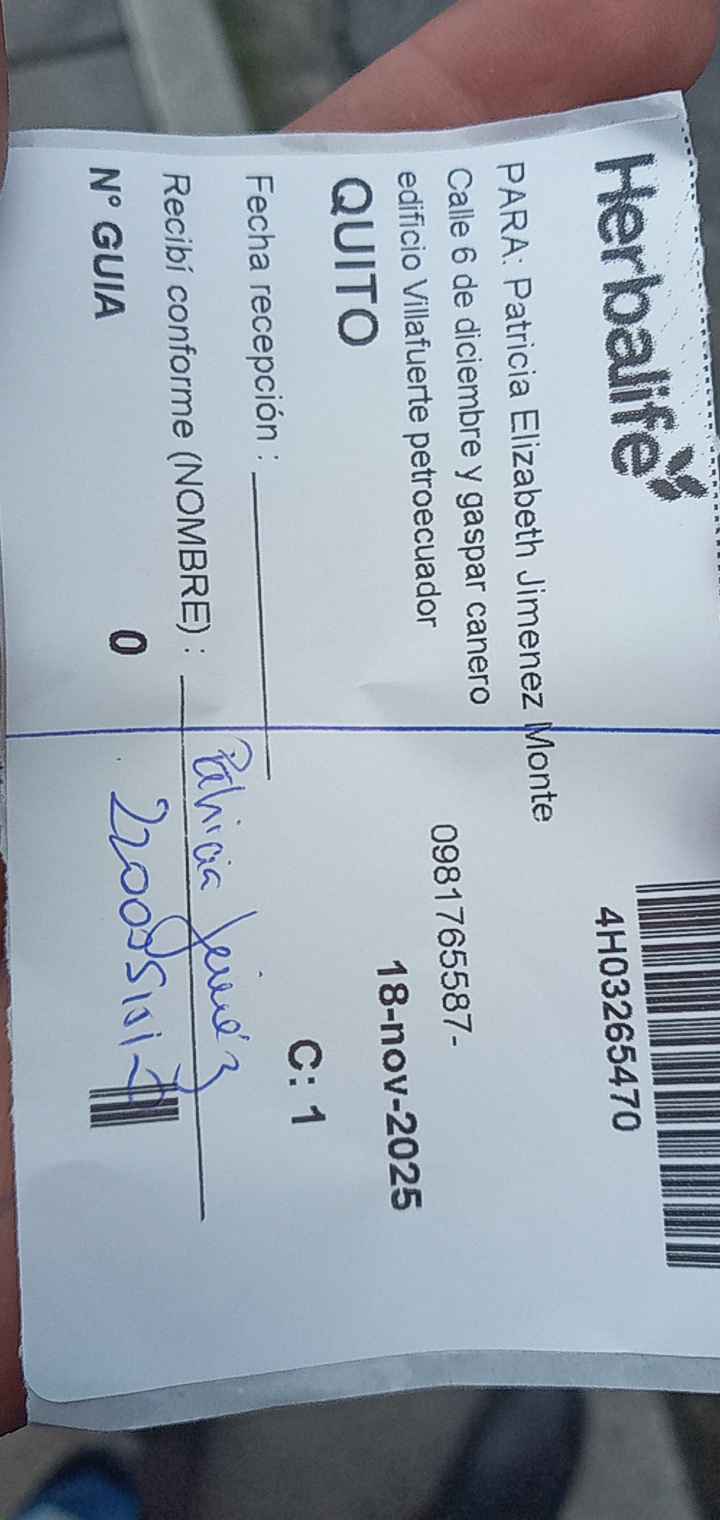 Herbalife
4H03265470
PARA: Patricia Elizabeth Jimenez Monte
Calle 6 de diciembre y gaspar canero
0981765587-
edificio Villafuerte petroecuador
18-nov-2025
QUITO
C: 1
Fecha recepción :
Recibí conforme (NOMBRE) : Patricia Jimenéz
N° GUIA 0